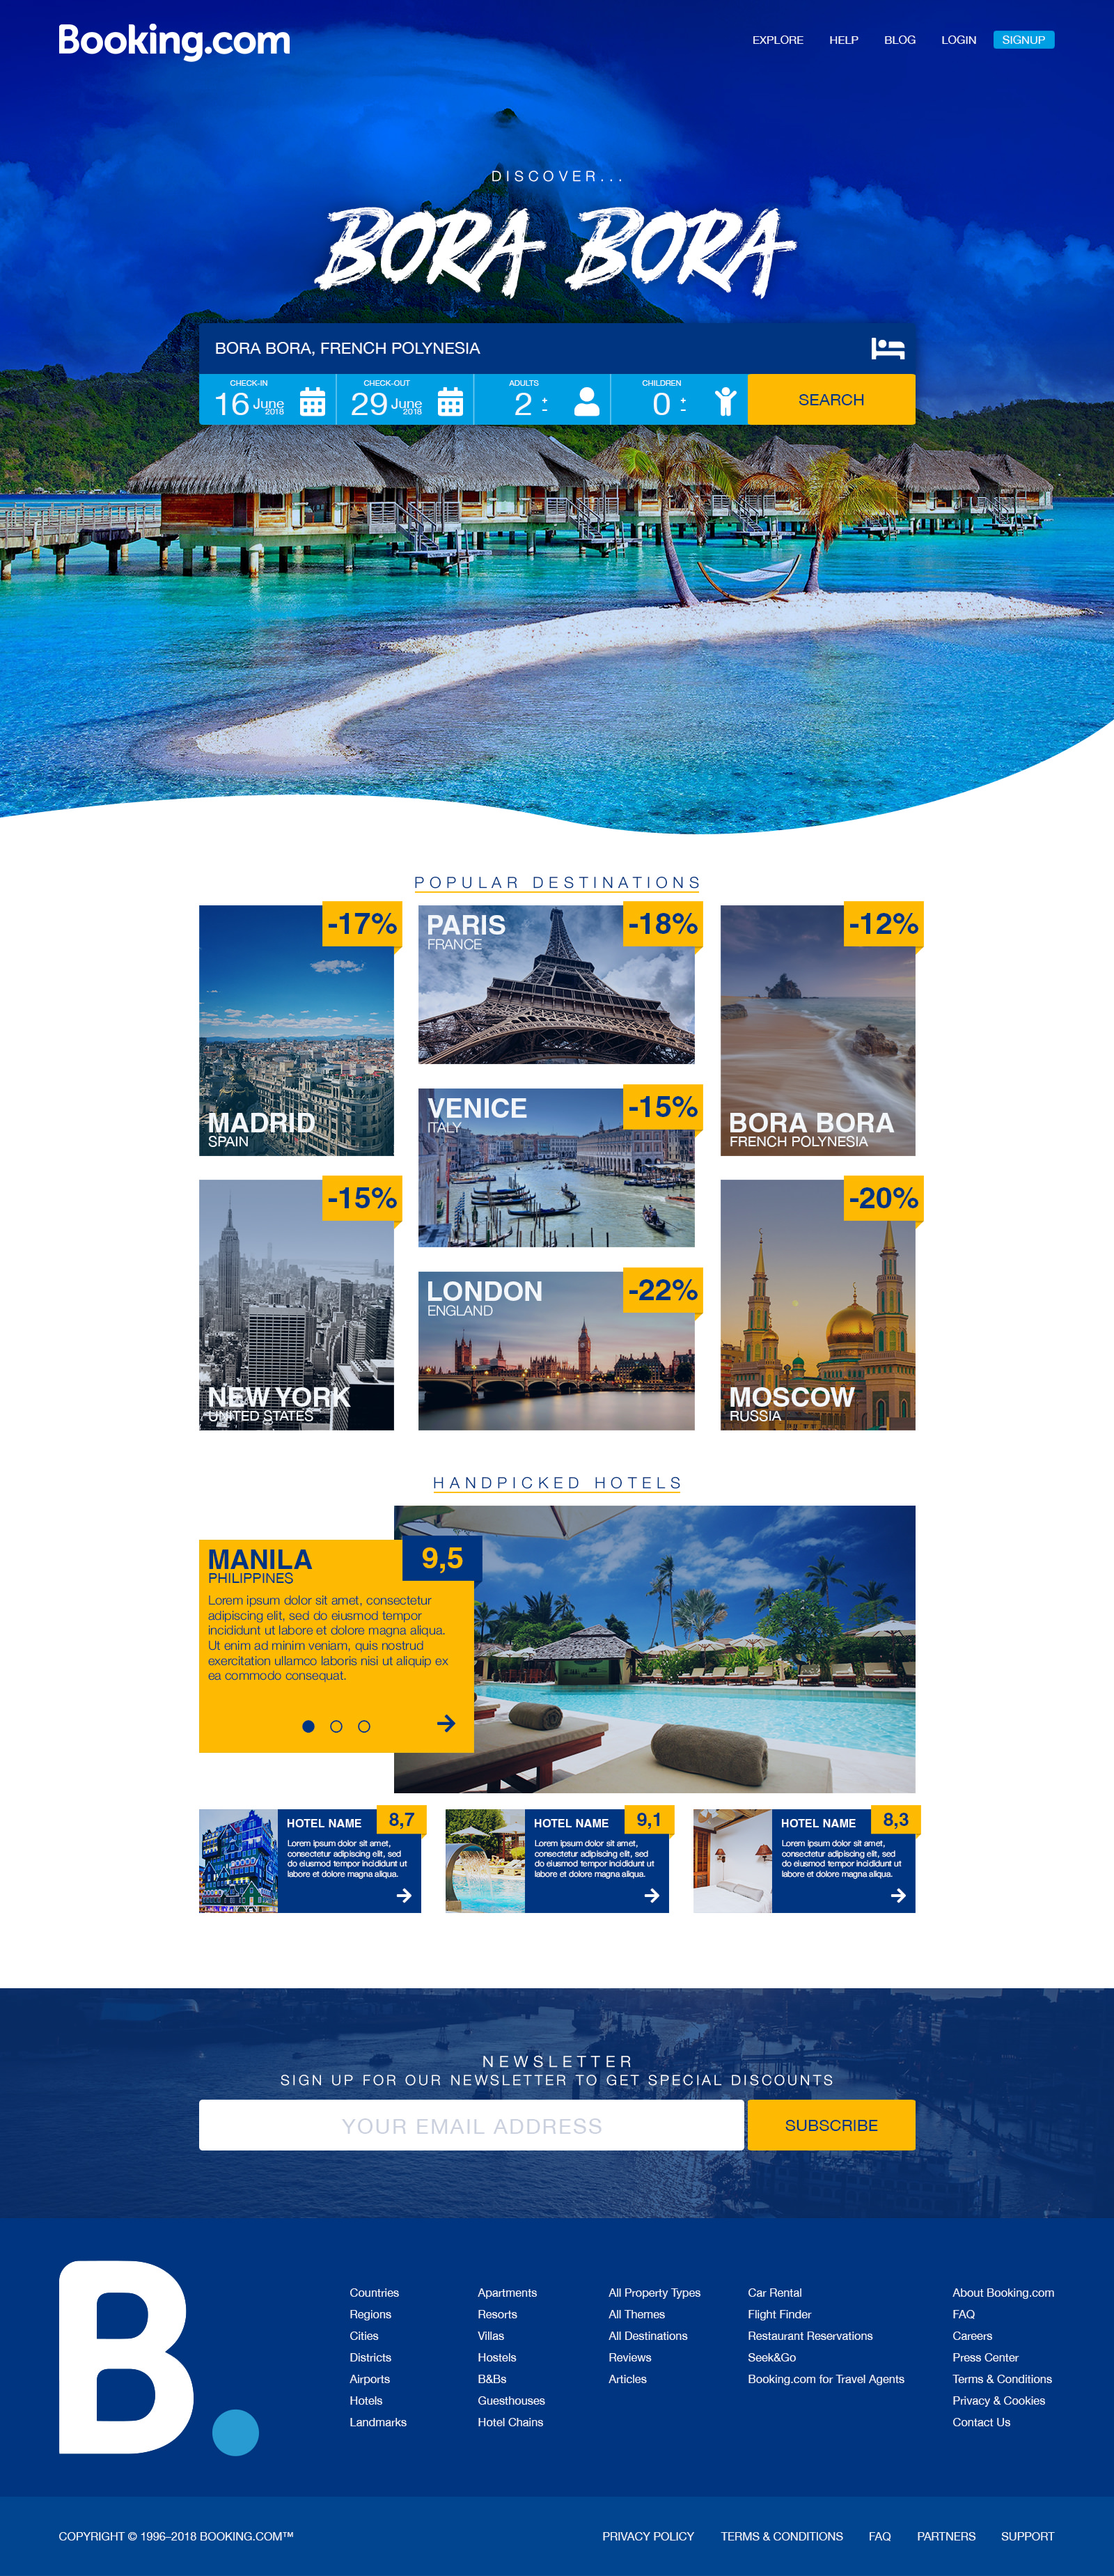 Booking.com
EXPLORE
HELP
BLOG
LOGIN
SIGNUP
DISCOVER...
BORA BORA
BORA BORA, FRENCH POLYNESIA
CHECK-IN
16 June
2018
CHECK-OUT
29 June
2018
ADULTS
2 + -
CHILDREN
0 + -
SEARCH
POPULAR DESTINATIONS
-17%
MADRID
SPAIN
PARIS
FRANCE
-18%
-12%
BORA BORA
FRENCH POLYNESIA
VENICE
ITALY
-15%
-15%
NEW YORK
UNITED STATES
LONDON
ENGLAND
-22%
-20%
MOSCOW
RUSSIA
HANDPICKED HOTELS
MANILA
PHILIPPINES
9,5
Lorem ipsum dolor sit amet, consectetur
adipiscing elit, sed do eiusmod tempor
incididunt ut labore et dolore magna aliqua.
Ut enim ad minim veniam, quis nostrud
exercitation ullamco laboris nisi ut aliquip ex
ea commodo consequat.
HOTEL NAME
8,7
Lorem ipsum dolor sit amet,
consectetur adipiscing elit, sed
do eiusmod tempor incididunt ut
labore et dolore magna aliqua.
HOTEL NAME
9,1
Lorem ipsum dolor sit amet,
consectetur adipiscing elit, sed
do eiusmod tempor incididunt ut
labore et dolore magna aliqua.
HOTEL NAME
8,3
Lorem ipsum dolor sit amet,
consectetur adipiscing elit, sed
do eiusmod tempor incididunt ut
labore et dolore magna aliqua.
NEWSLETTER
SIGN UP FOR OUR NEWSLETTER TO GET SPECIAL DISCOUNTS
YOUR EMAIL ADDRESS
SUBSCRIBE
B.
Countries
Regions
Cities
Districts
Airports
Hotels
Landmarks
Apartments
Resorts
Villas
Hostels
B&Bs
Guesthouses
Hotel Chains
All Property Types
All Themes
All Destinations
Reviews
Articles
Car Rental
Flight Finder
Restaurant Reservations
Seek&Go
Booking.com for Travel Agents
About Booking.com
FAQ
Careers
Press Center
Terms & Conditions
Privacy & Cookies
Contact Us
COPYRIGHT © 1996–2018 BOOKING.COM™
PRIVACY POLICY
TERMS & CONDITIONS
FAQ
PARTNERS
SUPPORT